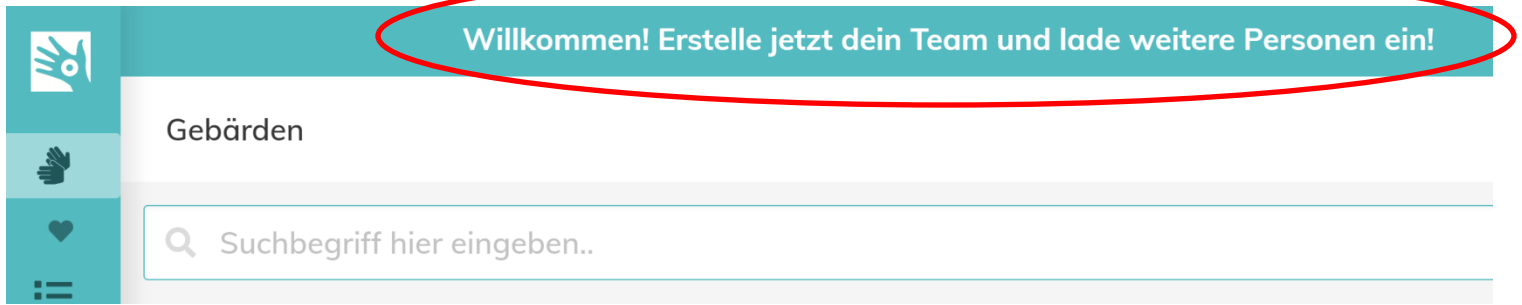 Willkommen! Erstelle jetzt dein Team und lade weitere Personen ein!
Gebärden
Suchbegriff hier eingeben..